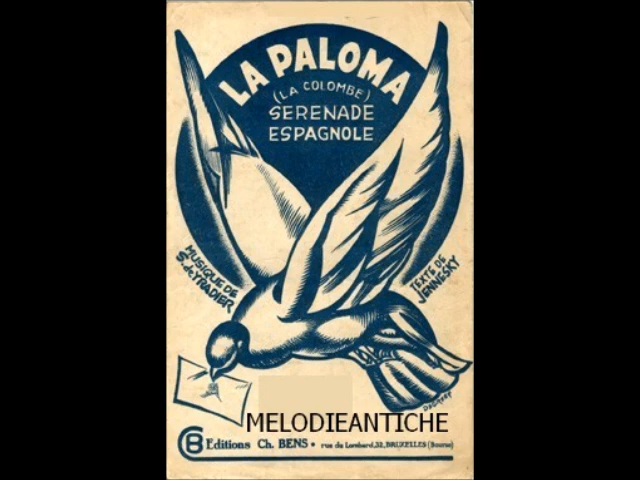 LA PALOMA
(LA COLOMBE)
SERENADE
ESPAGNOLE
MUSIQUE DE
S. de YRADIER
TEXTE DE
JENNESKY
MELODIEANTICHE
CB Editions Ch. BENS • rue de Lombard, 32, BRUXELLES (Bourse)